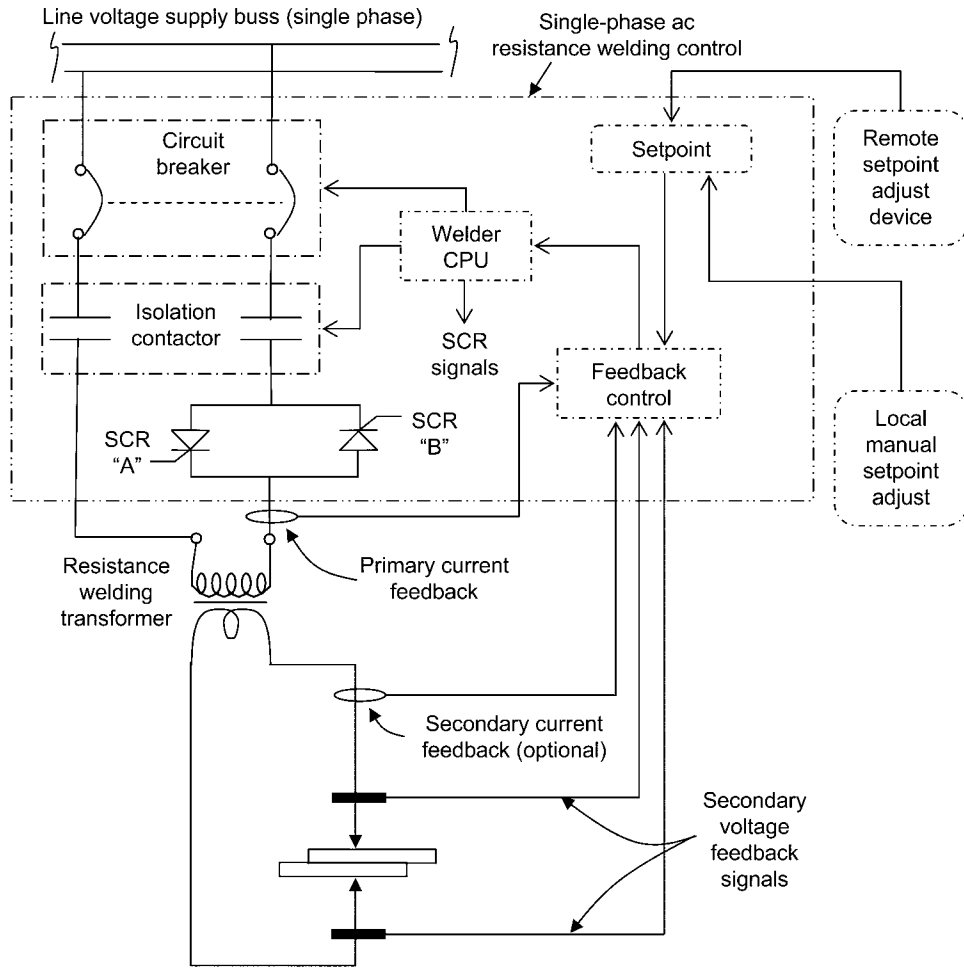 Line voltage supply buss (single phase)
Single-phase ac
resistance welding control
Circuit
breaker
Setpoint
Remote
setpoint
adjust
device
Welder
CPU
Isolation
contactor
SCR
signals
Feedback
control
SCR
"A"
SCR
"B"
Local
manual
setpoint
adjust
Resistance
welding
transformer
Primary current
feedback
Secondary current
feedback (optional)
Secondary
voltage
feedback
signals